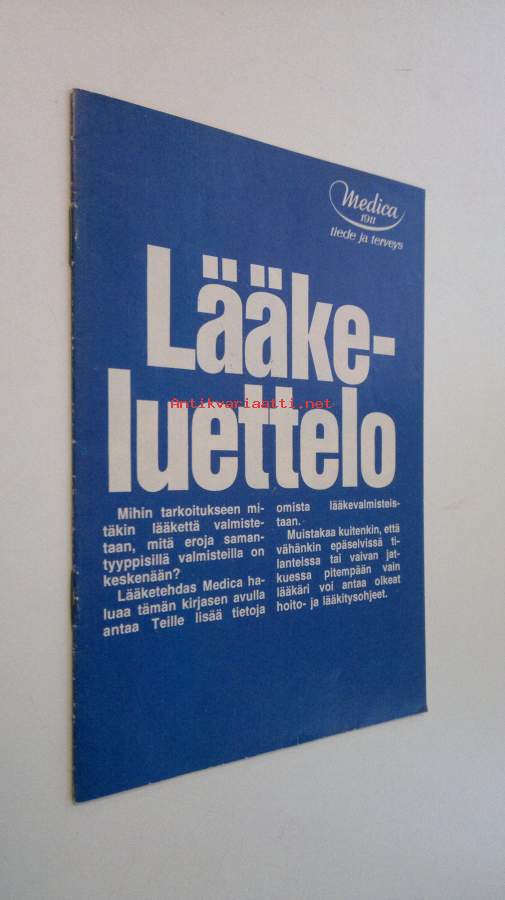 Medica
1911
tiede ja terveys
Lääke-
Antikvariaatti.net
luettelo
Mihin tarkoitukseen mi-
täkin lääkettä valmiste-
taan, mitä eroja saman-
tyyppisillä valmisteilla on
keskenään?
Lääketehdas Medica ha-
luaa tämän kirjasen avulla
antaa Teille lisää tietoja
omista lääkevalmisteis-
taan.
Muistakaa kuitenkin, että
vähänkin epäselvissä ti-
lanteissa tai vaivan jat-
kuessa pitempään vain
lääkäri voi antaa oikeat
hoito- ja lääkitysohjeet.